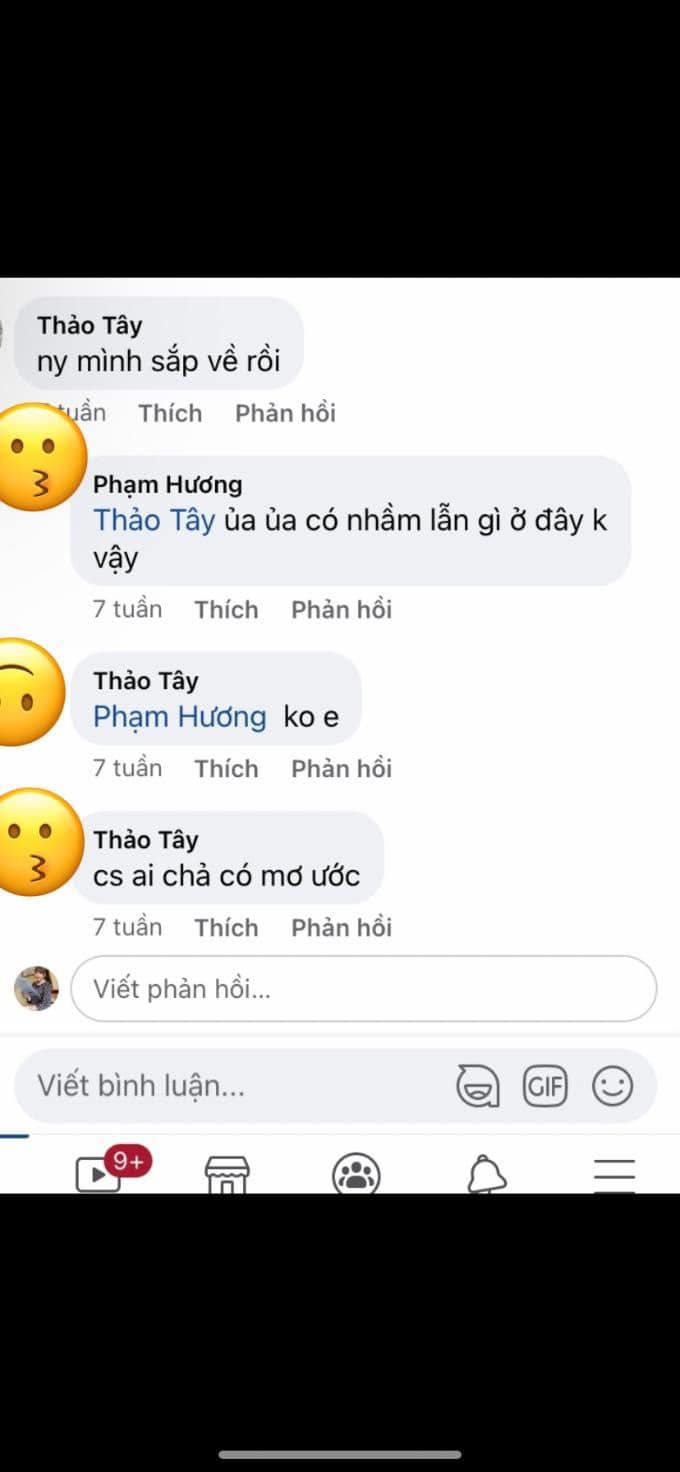 Thảo Tây
ny mình sắp về rồi
tuần Thích Phản hồi
Phạm Hương
Thảo Tây ủa ủa có nhầm lẫn gì ở đây k
vậy
7 tuần Thích Phản hồi
Thảo Tây
Phạm Hương ko e
7 tuần Thích Phản hồi
Thảo Tây
cs ai chả có mơ ước
7 tuần Thích Phản hồi
Viết phản hồi...
Viết bình luận...
GIF
9+